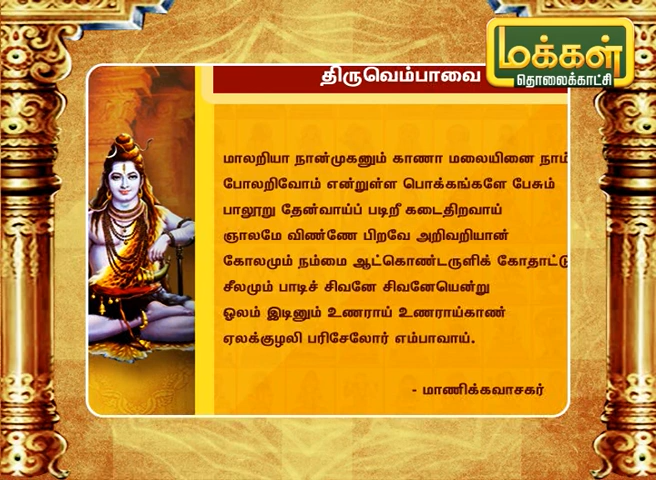 மக்கள்
தொலைக்காட்சி
திருவெம்பாவை
மாலறியா நான்முகனும் காணா மலையினை நாம்
போலறிவோம் என்றுள்ள பொக்கங்களே பேசும்
பாலூறு தேன்வாய்ப் படிறீ கடைதிறவாய்
ஞாலமே விண்ணே பிறவே அறிவறியான்
கோலமும் நம்மை ஆட்கொண்டருளிக் கோதாட்டு
சீலமும் பாடிச் சிவனே சிவனேயென்று
ஓலம் இடினும் உணராய் உணராய்காண்
ஏலக்குழலி பரிசேலோர் எம்பாவாய்.
- மாணிக்கவாசகர்